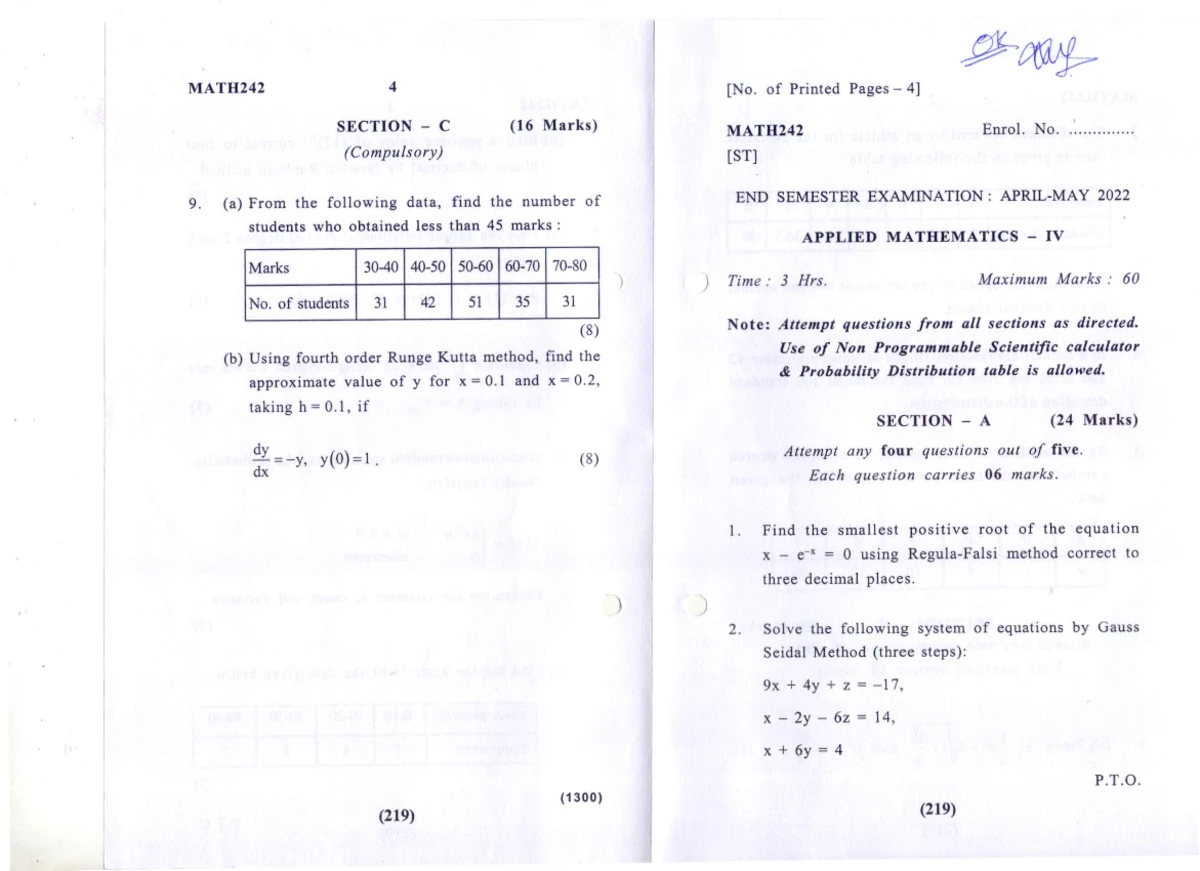 MATH242 4
SECTION – C (16 Marks)
(Compulsory)
9. (a) From the following data, find the number of
students who obtained less than 45 marks :
Marks 30-40 40-50 50-60 60-70 70-80
No. of students 31 42 51 35 31
(8)
(b) Using fourth order Runge Kutta method, find the
approximate value of y for x = 0.1 and x = 0.2,
taking h = 0.1, if
dy/dx = –y, y(0)=1 . (8)
(1300)
(219)
OK
[No. of Printed Pages – 4]
MATH242 Enrol. No. ..............
[ST]
END SEMESTER EXAMINATION : APRIL-MAY 2022
APPLIED MATHEMATICS – IV
Time : 3 Hrs. Maximum Marks : 60
Note: Attempt questions from all sections as directed.
Use of Non Programmable Scientific calculator
& Probability Distribution table is allowed.
SECTION – A (24 Marks)
Attempt any four questions out of five.
Each question carries 06 marks.
1. Find the smallest positive root of the equation
x – e⁻ˣ = 0 using Regula-Falsi method correct to
three decimal places.
2. Solve the following system of equations by Gauss
Seidal Method (three steps):
9x + 4y + z = –17,
x – 2y – 6z = 14,
x + 6y = 4
P.T.O.
(219)